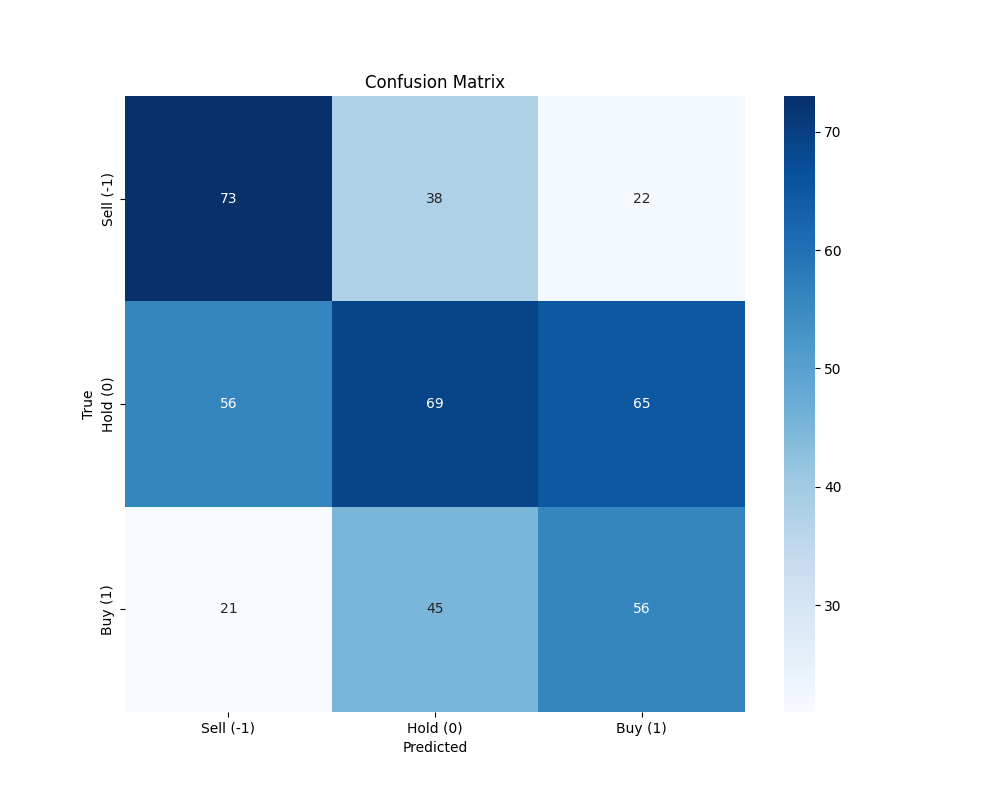 Confusion Matrix
Sell (-1)
73
38
22
70
60
True
Hold (0)
56
69
65
50
40
Buy (1)
21
45
56
30
Sell (-1)
Hold (0)
Buy (1)
Predicted